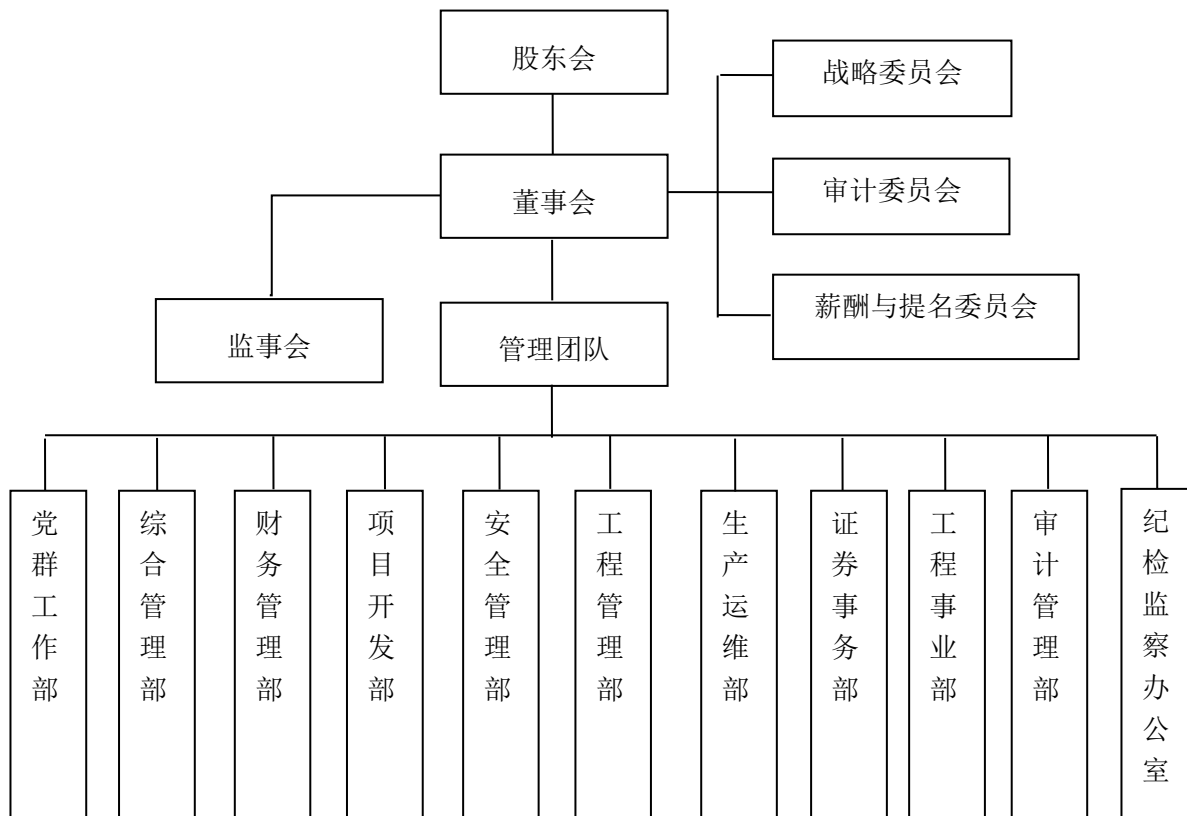 股东会
战略委员会
董事会
审计委员会
薪酬与提名委员会
监事会
管理团队
党群工作部
综合管理部
财务管理部
项目开发部
安全管理部
工程管理部
生产运维部
证券事务部
工程事业部
审计管理部
纪检监察办公室